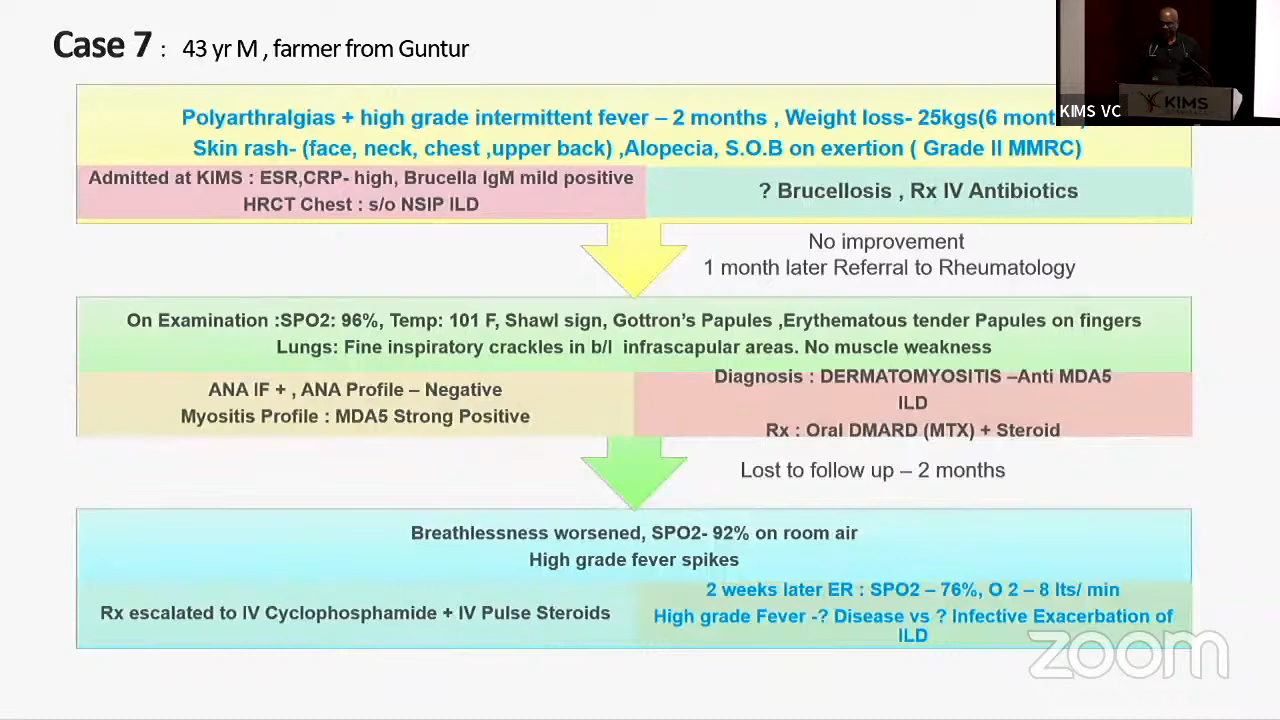 Case 7 : 43 yr M , farmer from Guntur
KIMS
KIMS VC
Polyarthralgias + high grade intermittent fever – 2 months , Weight loss- 25kgs(6
Skin rash- (face, neck, chest ,upper back) ,Alopecia, S.O.B on exertion ( Grade II MMRC)
Admitted at KIMS : ESR,CRP- high, Brucella IgM mild positive
HRCT Chest : s/o NSIP ILD
? Brucellosis , Rx IV Antibiotics
No improvement
1 month later Referral to Rheumatology
On Examination :SPO2: 96%, Temp: 101 F, Shawl sign, Gottron's Papules ,Erythematous tender Papules on fingers
Lungs: Fine inspiratory crackles in b/l infrascapular areas. No muscle weakness
ANA IF + , ANA Profile – Negative
Myositis Profile : MDA5 Strong Positive
Diagnosis : DERMATOMYOSITIS –Anti MDA5
ILD
Rx : Oral DMARD (MTX) + Steroid
Lost to follow up – 2 months
Breathlessness worsened, SPO2- 92% on room air
High grade fever spikes
Rx escalated to IV Cyclophosphamide + IV Pulse Steroids
2 weeks later ER : SPO2 – 76%, O 2 – 8 lts/ min
High grade Fever -? Disease vs ? Infective Exacerbation of
ILD
zoom